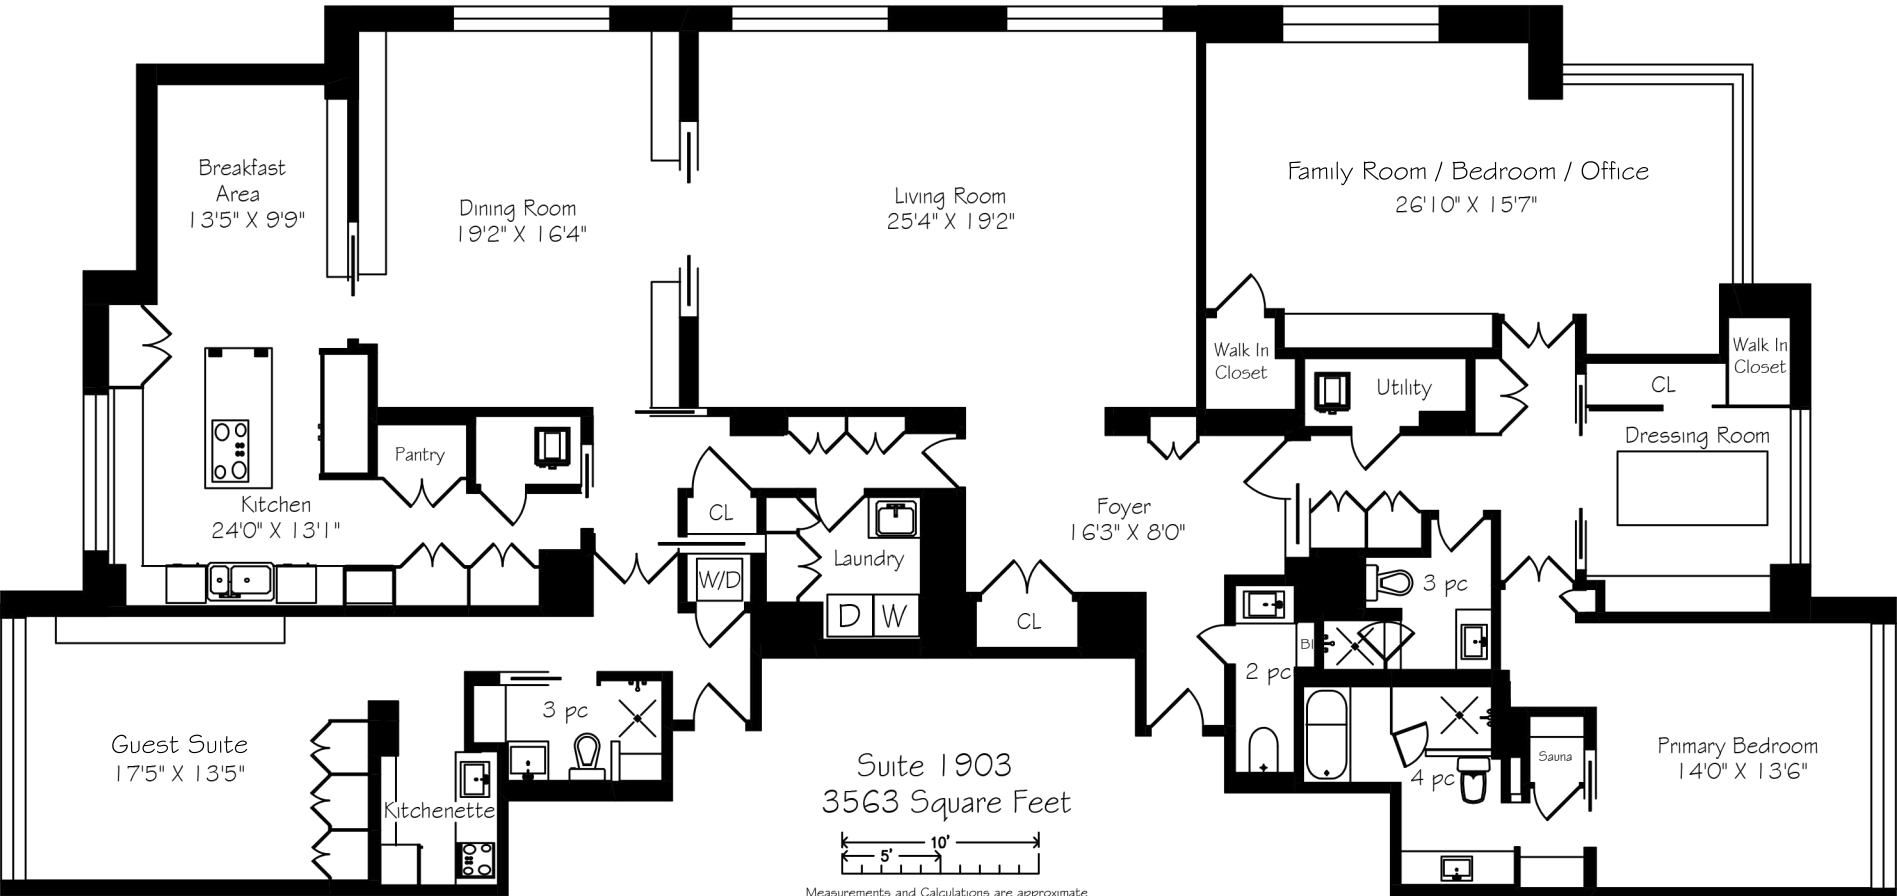 Breakfast
Area
13'5" X 9'9"
Dining Room
19'2" X 16'4"
Living Room
25'4" X 19'2"
Family Room / Bedroom / Office
26'10" X 15'7"
Walk In
Closet
Utility
CL
Walk In
Closet
Dressing Room
Pantry
Kitchen
24'0" X 13'1"
CL
Laundry
W/D
D W
Foyer
16'3" X 8'0"
CL
3 pc
BI
2 pc
Guest Suite
17'5" X 13'5"
3 pc
Kitchenette
4 pc
Sauna
Primary Bedroom
14'0" X 13'6"
Suite 1903
3563 Square Feet
10'
5'
Measurements and Calculations are approximate